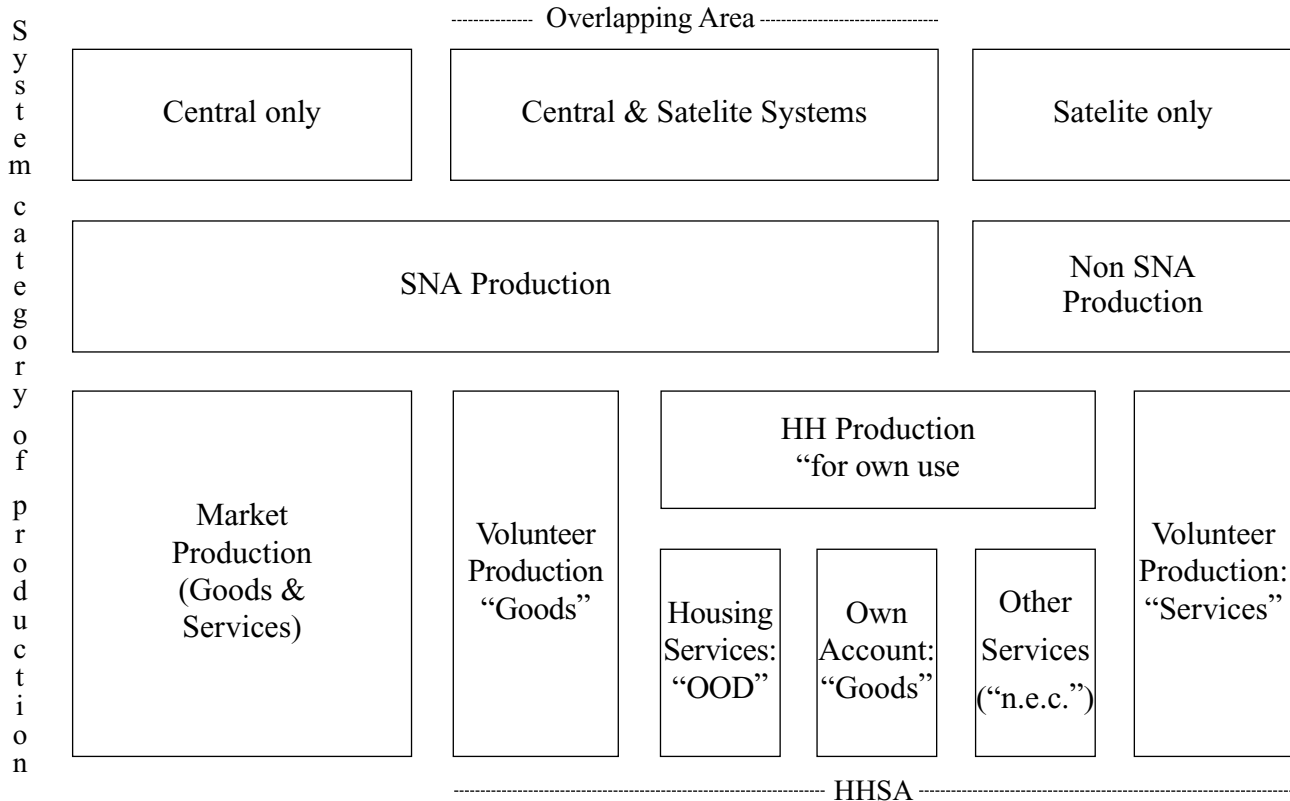 System category of production
Overlapping Area
Central only
Central & Satelite Systems
Satelite only
SNA Production
Non SNA
Production
Market
Production
(Goods &
Services)
Volunteer
Production
“Goods”
HH Production
“for own use
Housing
Services:
“OOD”
Own
Account:
“Goods”
Other
Services
(“n.e.c.”)
Volunteer
Production:
“Services”
HHSA